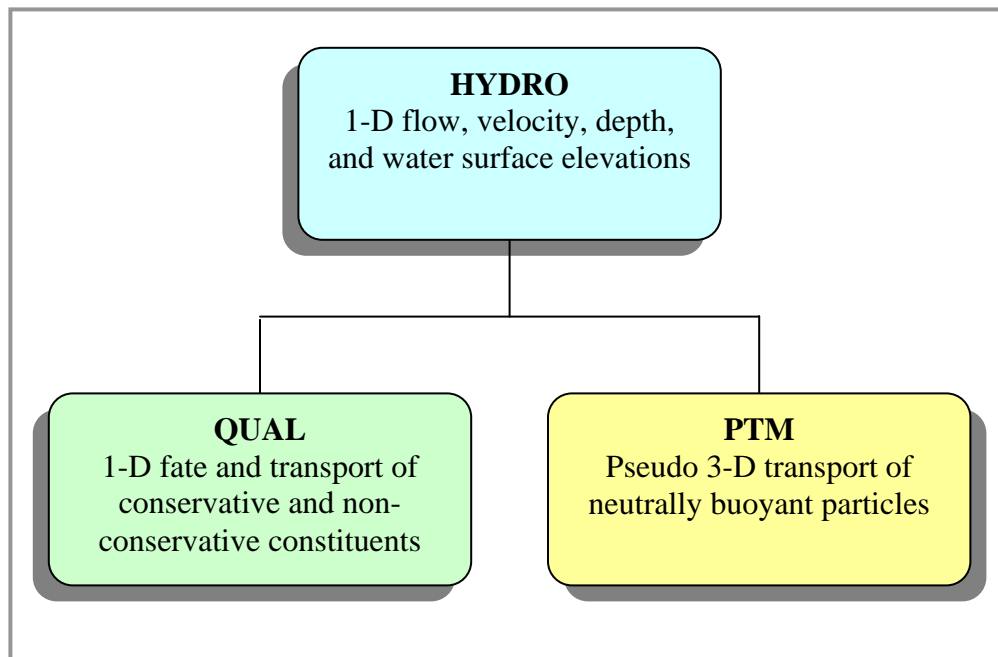 HYDRO
1-D flow, velocity, depth,
and water surface elevations
QUAL
1-D fate and transport of
conservative and non-
conservative constituents
PTM
Pseudo 3-D transport of
neutrally buoyant particles